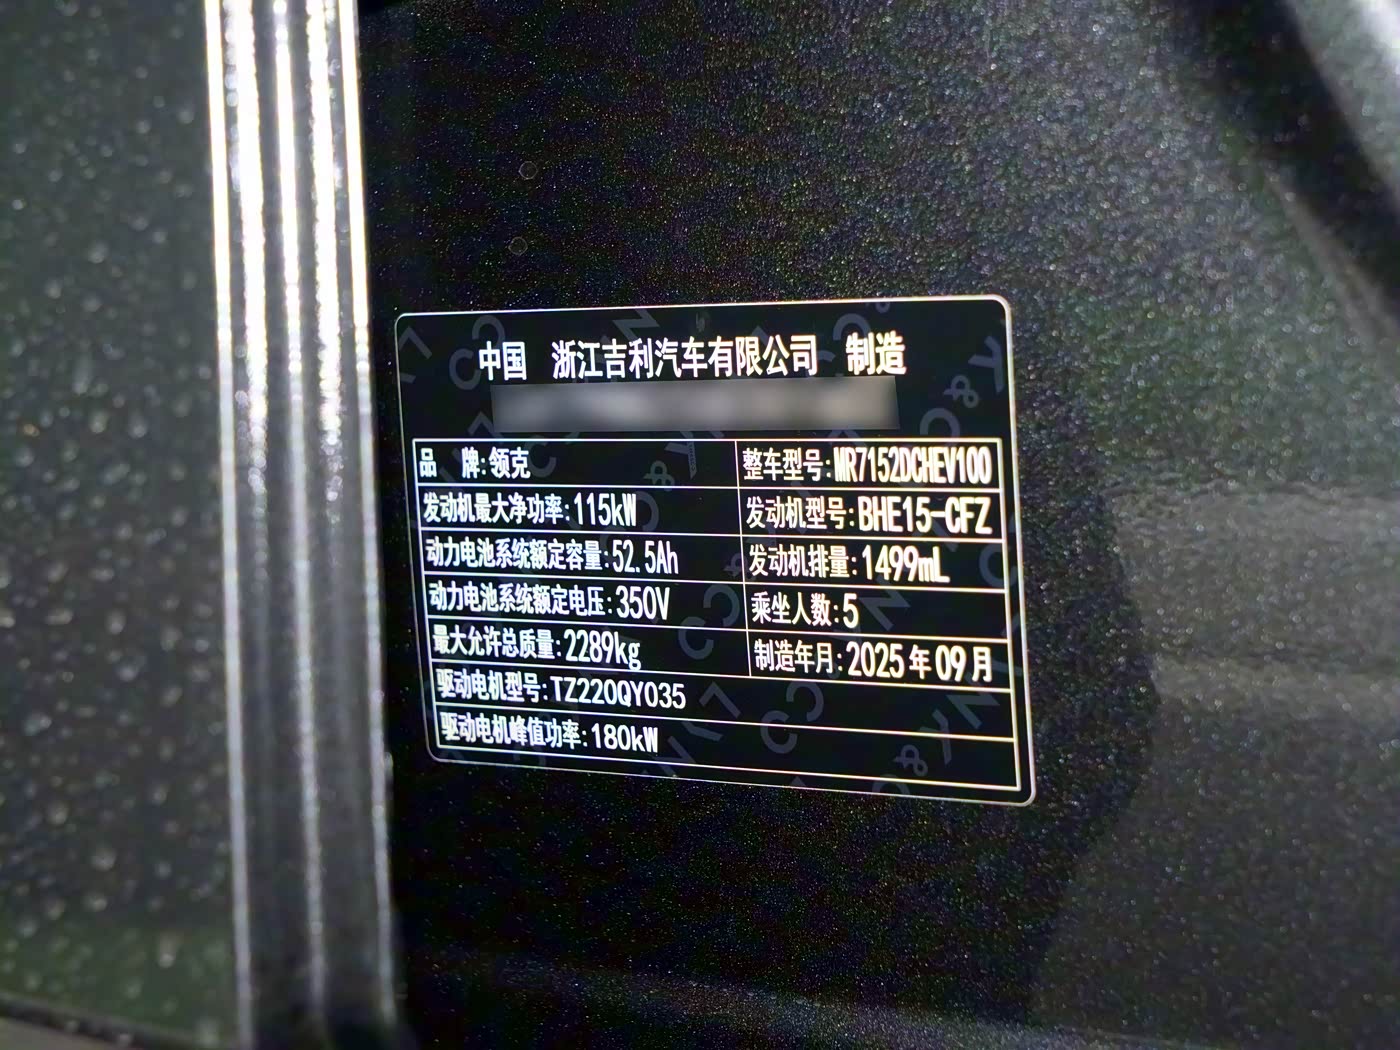 中国 浙江吉利汽车有限公司 制造
品 牌:领克 整车型号:MR7152DCHEV100
发动机最大净功率:115kW 发动机型号:BHE15-CFZ
动力电池系统额定容量:52.5Ah 发动机排量:1499mL
动力电池系统额定电压:350V 乘坐人数:5
最大允许总质量:2289kg 制造年月:2025年09月
驱动电机型号:TZ220QY035
驱动电机峰值功率:180kW